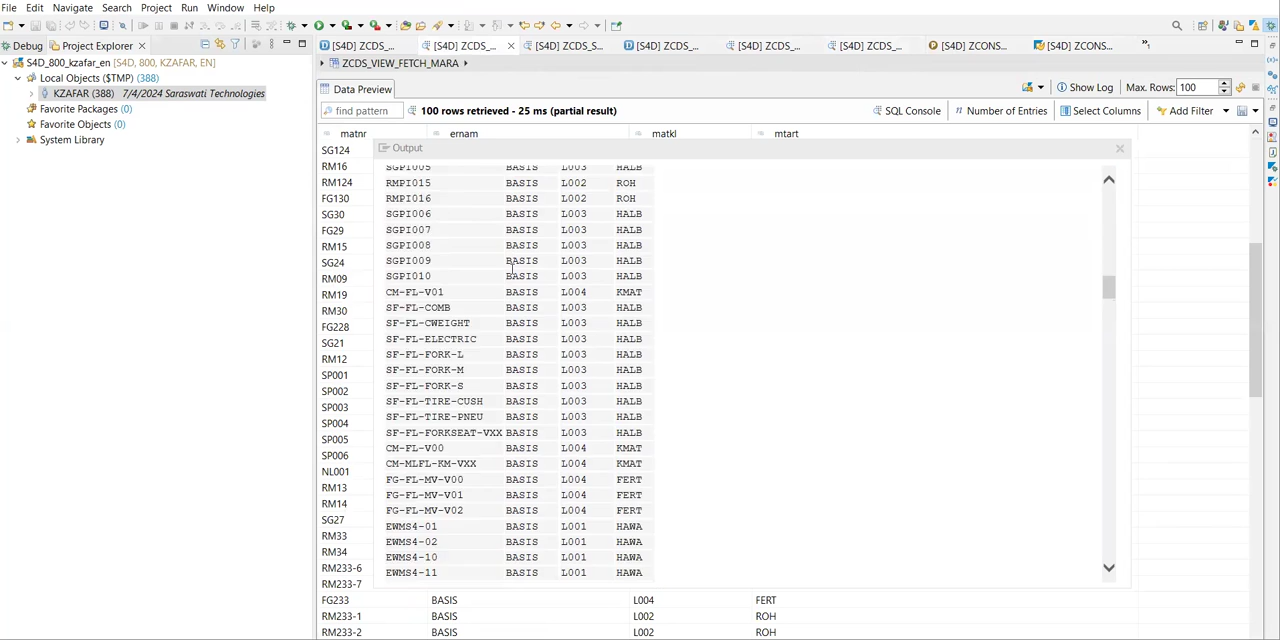 File Edit Navigate Search Project Run Window Help
Debug Project Explorer [S4D] ZCDS_... [S4D] ZCDS_... [S4D] ZCDS_S... [S4D] ZCDS_... [S4D] ZCDS_... [S4D] ZCDS_... [S4D] ZCONS... [S4D] ZCONS...
S4D_800_kzafar_en [S4D, 800, KZAFAR, EN]
Local Objects ($TMP) (388)
KZAFAR (388) 7/4/2024 Saraswati Technologies
Favorite Packages (0)
Favorite Objects (0)
System Library
ZCDS_VIEW_FETCH_MARA
Data Preview Show Log Max. Rows: 100
find pattern 100 rows retrieved - 25 ms (partial result) SQL Console Number of Entries Select Columns Add Filter
matnr ernam matkl mtart
SG124
RM16
RM124
FG130
SG30
FG29
RM15
SG24
RM09
RM19
RM30
FG228
SG21
RM12
SP001
SP002
SP003
SP004
SP005
SP006
NL001
RM13
RM14
SG27
RM33
RM34
RM233-6
RM233-7
FG233 BASIS L004 FERT
RM233-1 BASIS L002 ROH
RM233-2 BASIS L002 ROH
Output
SGPI005 BASIS L003 HALB
RMPI015 BASIS L002 ROH
RMPI016 BASIS L002 ROH
SGPI006 BASIS L003 HALB
SGPI007 BASIS L003 HALB
SGPI008 BASIS L003 HALB
SGPI009 BASIS L003 HALB
SGPI010 BASIS L003 HALB
CM-FL-V01 BASIS L004 KMAT
SF-FL-COMB BASIS L003 HALB
SF-FL-CWEIGHT BASIS L003 HALB
SF-FL-ELECTRIC BASIS L003 HALB
SF-FL-FORK-L BASIS L003 HALB
SF-FL-FORK-M BASIS L003 HALB
SF-FL-FORK-S BASIS L003 HALB
SF-FL-TIRE-CUSH BASIS L003 HALB
SF-FL-TIRE-PNEU BASIS L003 HALB
SF-FL-FORKSEAT-VXX BASIS L003 HALB
CM-FL-V00 BASIS L004 KMAT
CM-MLFL-KM-VXX BASIS L004 KMAT
FG-FL-MV-V00 BASIS L004 FERT
FG-FL-MV-V01 BASIS L004 FERT
FG-FL-MV-V02 BASIS L004 FERT
EWMS4-01 BASIS L001 HAWA
EWMS4-02 BASIS L001 HAWA
EWMS4-10 BASIS L001 HAWA
EWMS4-11 BASIS L001 HAWA